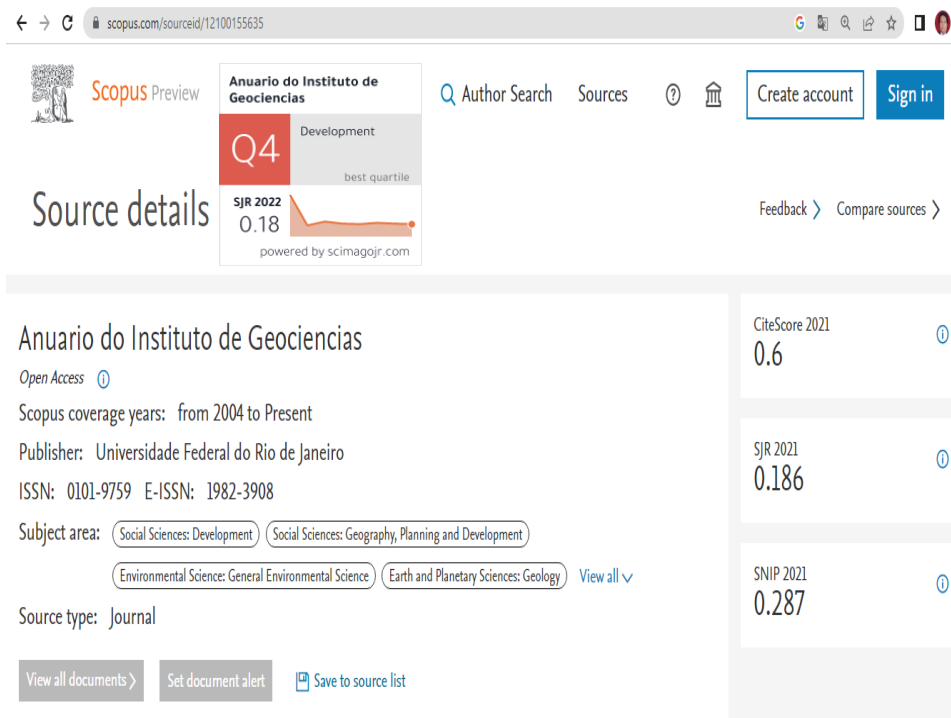 scopus.com/sourceid/12100155635
Scopus Preview
Anuario do Instituto de
Geociencias
Q4
Development
best quartile
SJR 2022
0.18
powered by scimagojr.com
Author Search Sources
Create account
Sign in
Source details
Feedback
Compare sources
Anuario do Instituto de Geociencias
Open Access
Scopus coverage years: from 2004 to Present
Publisher: Universidade Federal do Rio de Janeiro
ISSN: 0101-9759 E-ISSN: 1982-3908
Subject area: Social Sciences: Development Social Sciences: Geography, Planning and Development
Environmental Science: General Environmental Science Earth and Planetary Sciences: Geology View all
Source type: Journal
View all documents Set document alert Save to source list
CiteScore 2021
0.6
SJR 2021
0.186
SNIP 2021
0.287